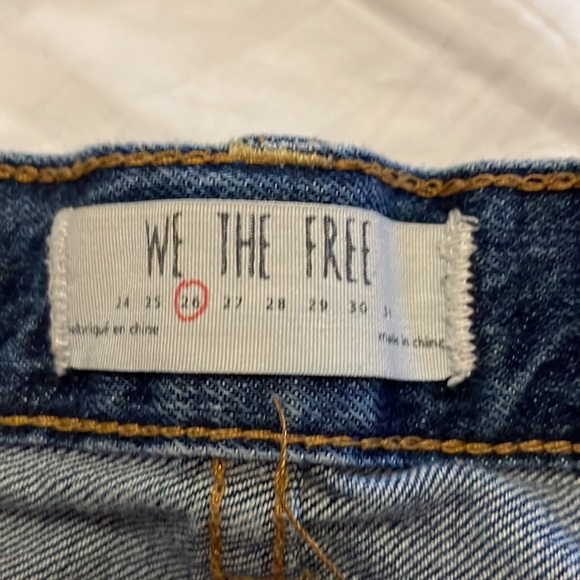 WE THE FREE
24 25 26 27 28 29 30 31
fabriqué en chine made in china